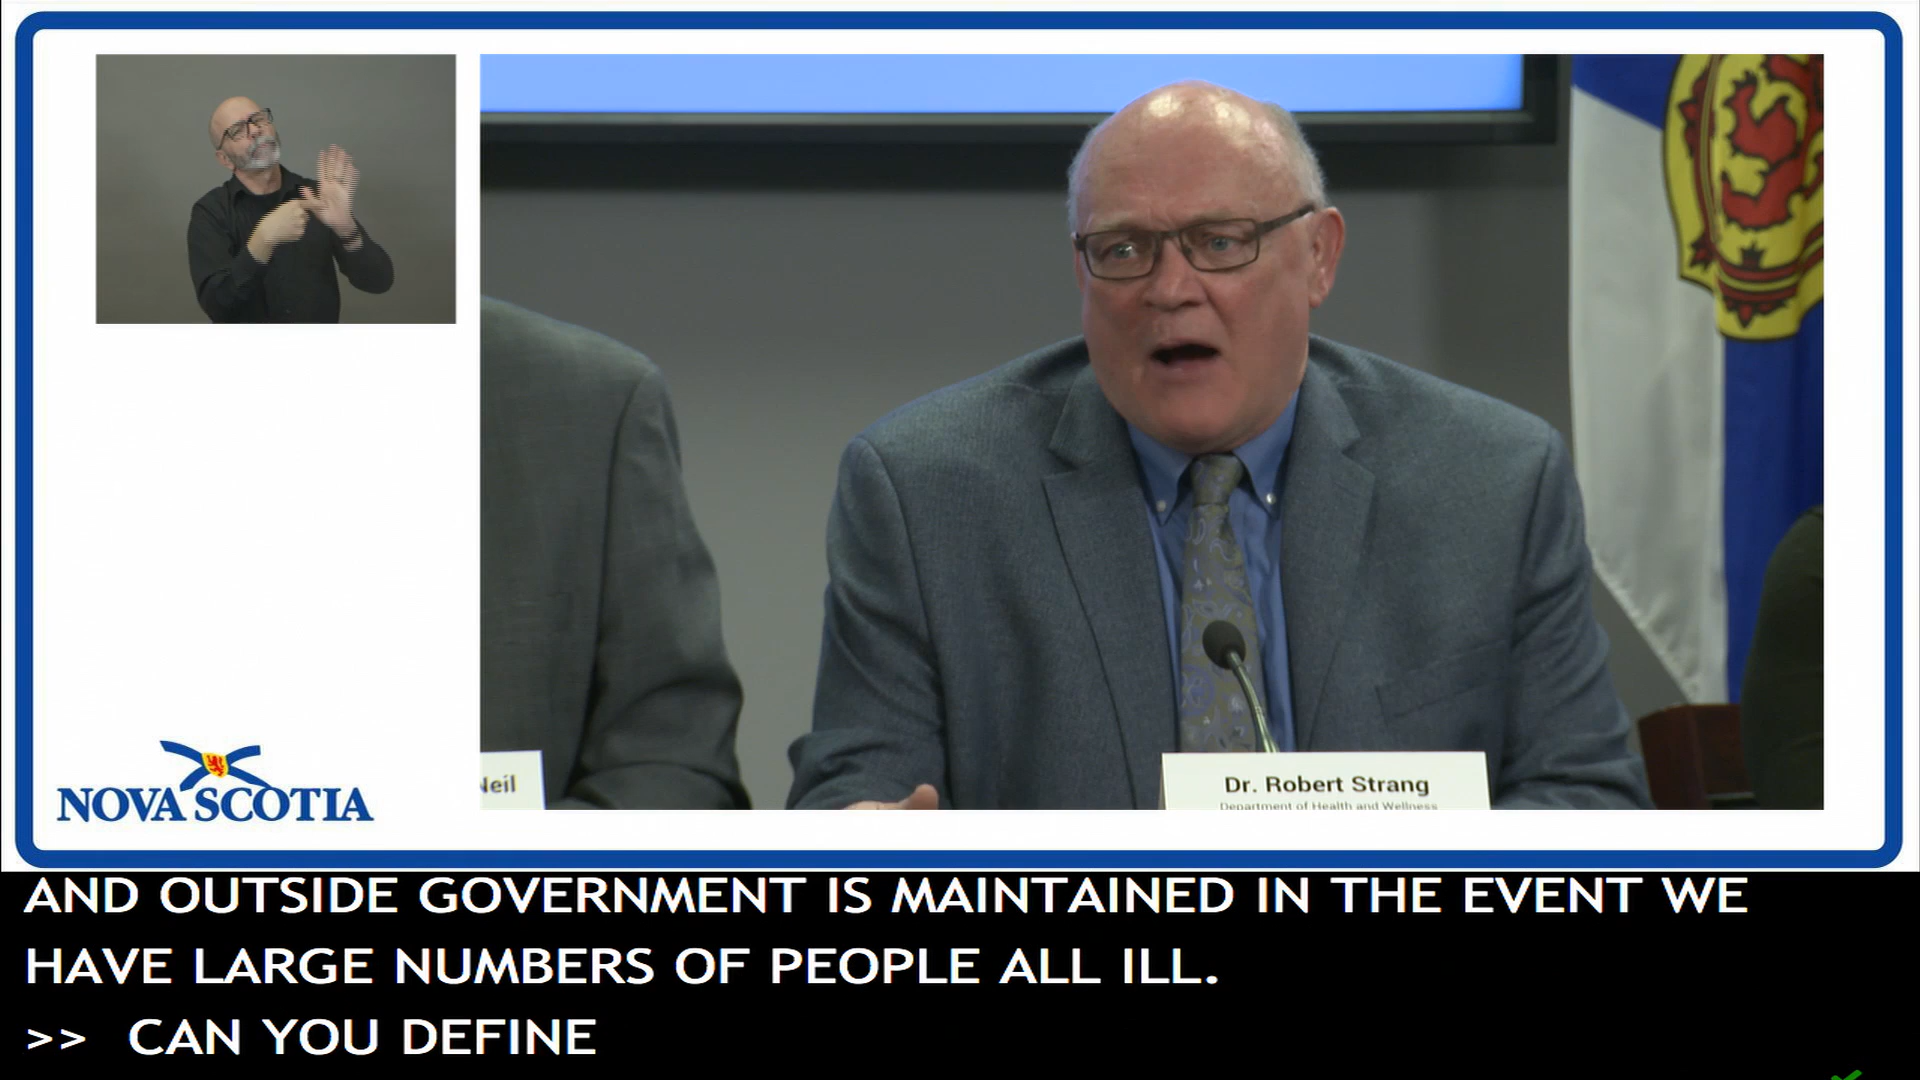 Neil
Dr. Robert Strang
Department of Health and Wellness
NOVA SCOTIA
AND OUTSIDE GOVERNMENT IS MAINTAINED IN THE EVENT WE
HAVE LARGE NUMBERS OF PEOPLE ALL ILL.
>> CAN YOU DEFINE